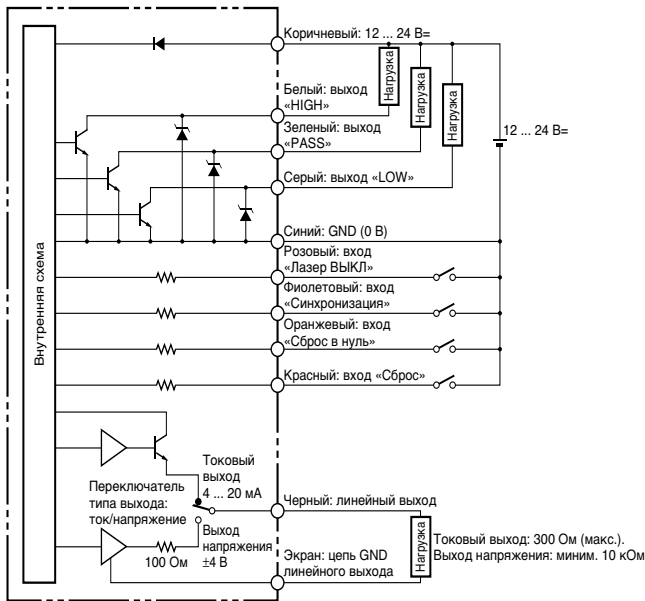 Коричневый: 12 ... 24 В=
Нагрузка
Нагрузка
Нагрузка
Белый: выход
«HIGH»
Зеленый: выход
«PASS»
12 ... 24 В=
Серый: выход «LOW»
Синий: GND (0 В)
Розовый: вход
«Лазер ВЫКЛ»
Фиолетовый: вход
«Синхронизация»
Оранжевый: вход
«Сброс в нуль»
Красный: вход «Сброс»
Внутренняя схема
Переключатель
типа выхода:
ток/напряжение
Токовый
выход
4 ... 20 мА
Черный: линейный выход
Выход
напряжения
±4 В
100 Ом
Экран: цепь GND
линейного выхода
Нагрузка
Токовый выход: 300 Ом (макс.).
Выход напряжения: миним. 10 кОм